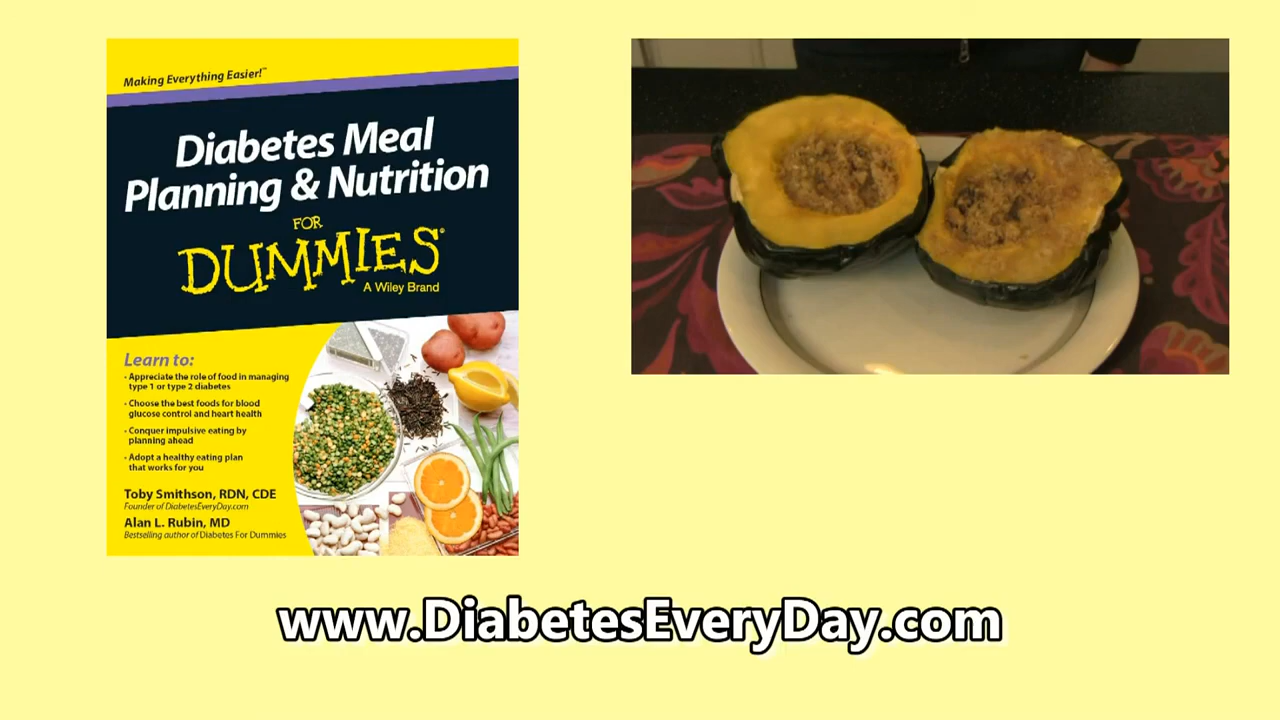 Making Everything Easier!™
Diabetes Meal
Planning & Nutrition
FOR
DUMMIES®
A Wiley Brand
Learn to:
• Appreciate the role of food in managing
type 1 or type 2 diabetes
• Choose the best foods for blood
glucose control and heart health
• Conquer impulsive eating by
planning ahead
• Adopt a healthy eating plan
that works for you
Toby Smithson, RDN, CDE
Founder of DiabetesEveryDay.com
Alan L. Rubin, MD
Bestselling author of Diabetes For Dummies
www.DiabetesEveryDay.com